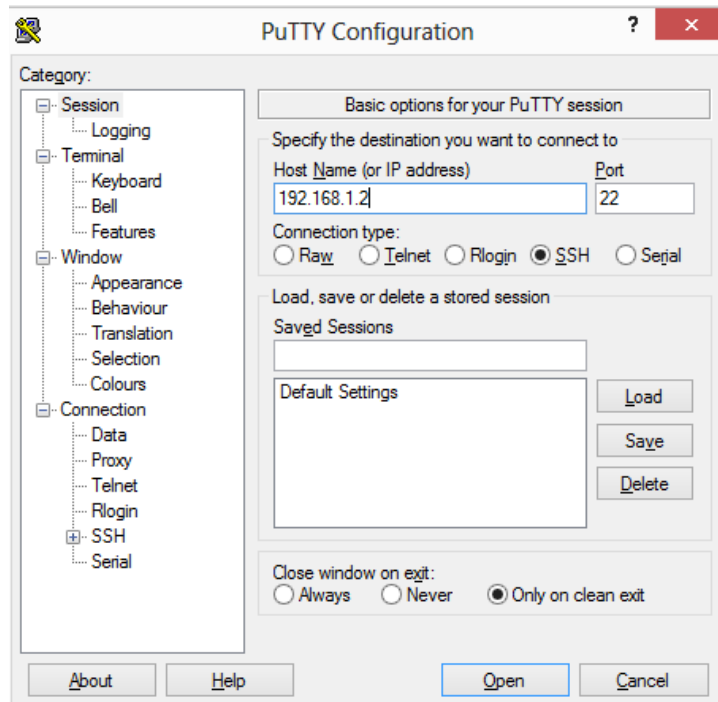 PuTTY Configuration
?
×
Category:
Session
Logging
Terminal
Keyboard
Bell
Features
Window
Appearance
Behaviour
Translation
Selection
Colours
Connection
Data
Proxy
Telnet
Rlogin
SSH
Serial
Basic options for your PuTTY session
Specify the destination you want to connect to
Host Name (or IP address) Port
192.168.1.2 22
Connection type:
Raw Telnet Rlogin SSH Serial
Load, save or delete a stored session
Saved Sessions
Default Settings
Load
Save
Delete
Close window on exit:
Always Never Only on clean exit
About Help Open Cancel